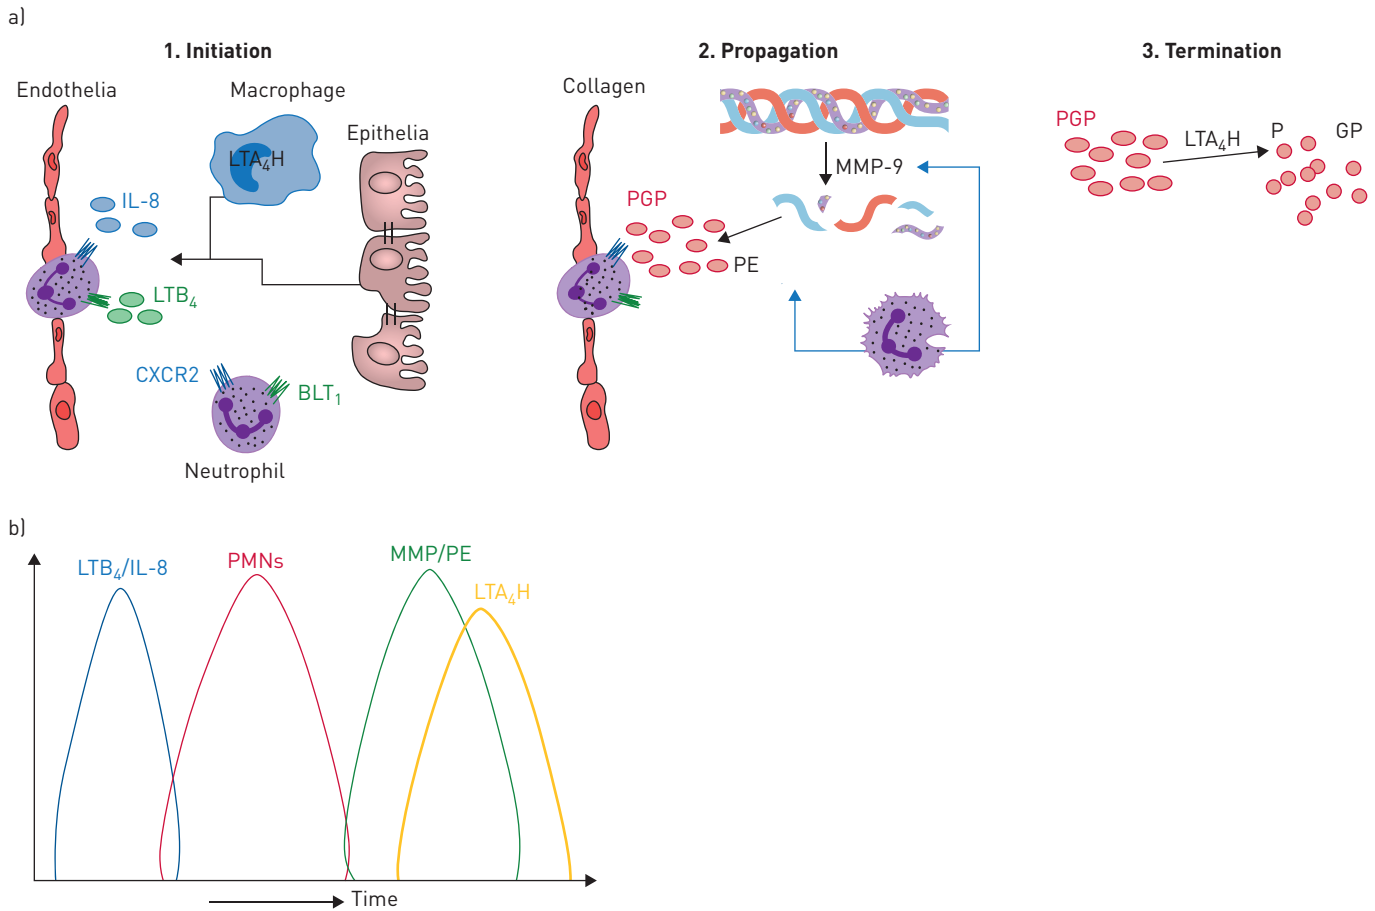 a)
1. Initiation
Endothelia
Macrophage
Epithelia
LTA4H
IL-8
LTB4
CXCR2
BLT1
Neutrophil
2. Propagation
Collagen
MMP-9
PGP
PE
3. Termination
PGP
LTA4H
P
GP
b)
LTB4/IL-8
PMNs
MMP/PE
LTA4H
Time